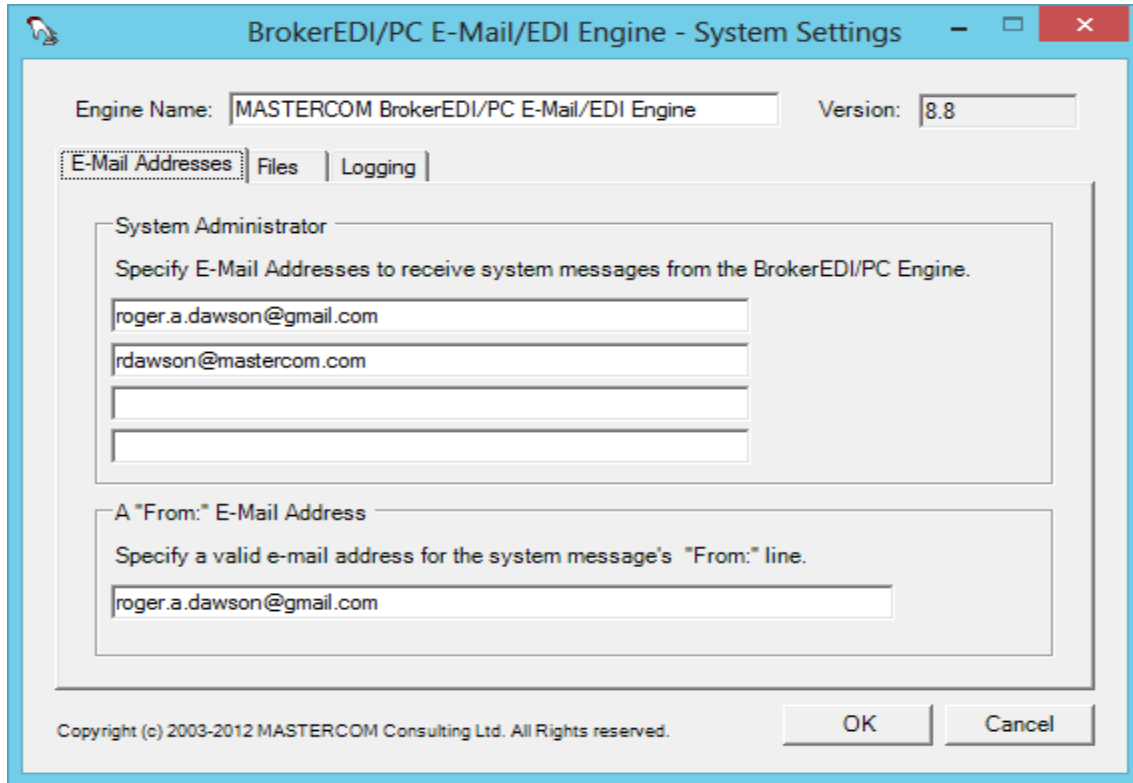 BrokerEDI/PC E-Mail/EDI Engine - System Settings
Engine Name: MASTERCOM BrokerEDI/PC E-Mail/EDI Engine Version: 8.8
E-Mail Addresses Files Logging
System Administrator
Specify E-Mail Addresses to receive system messages from the BrokerEDI/PC Engine.
roger.a.dawson@gmail.com
rdawson@mastercom.com
A "From:" E-Mail Address
Specify a valid e-mail address for the system message's "From:" line.
roger.a.dawson@gmail.com
Copyright (c) 2003-2012 MASTERCOM Consulting Ltd. All Rights reserved. OK Cancel